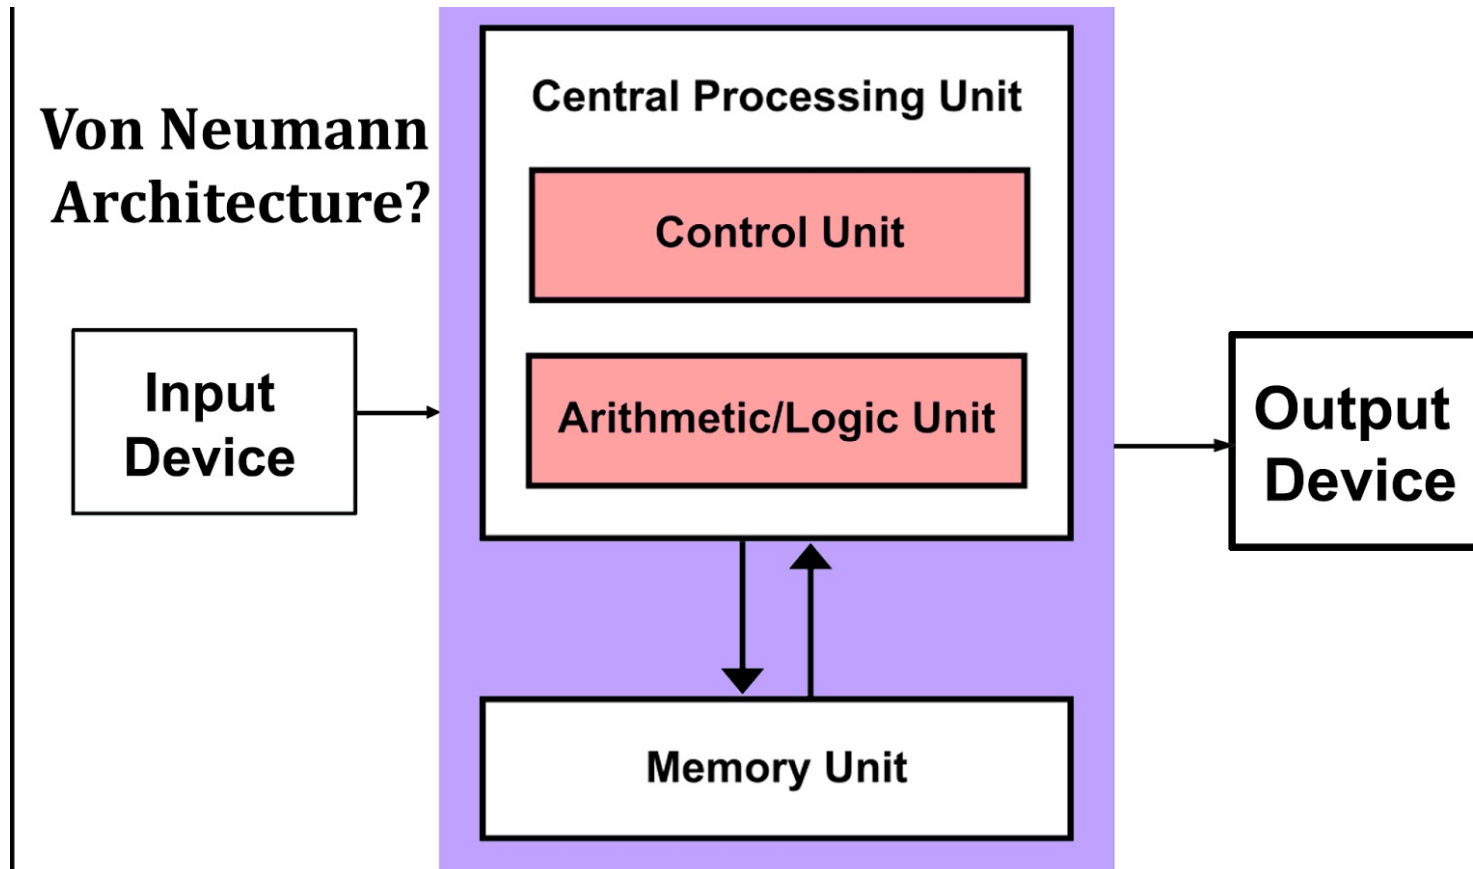 Von Neumann
Architecture?
Central Processing Unit
Control Unit
Arithmetic/Logic Unit
Input
Device
Output
Device
Memory Unit